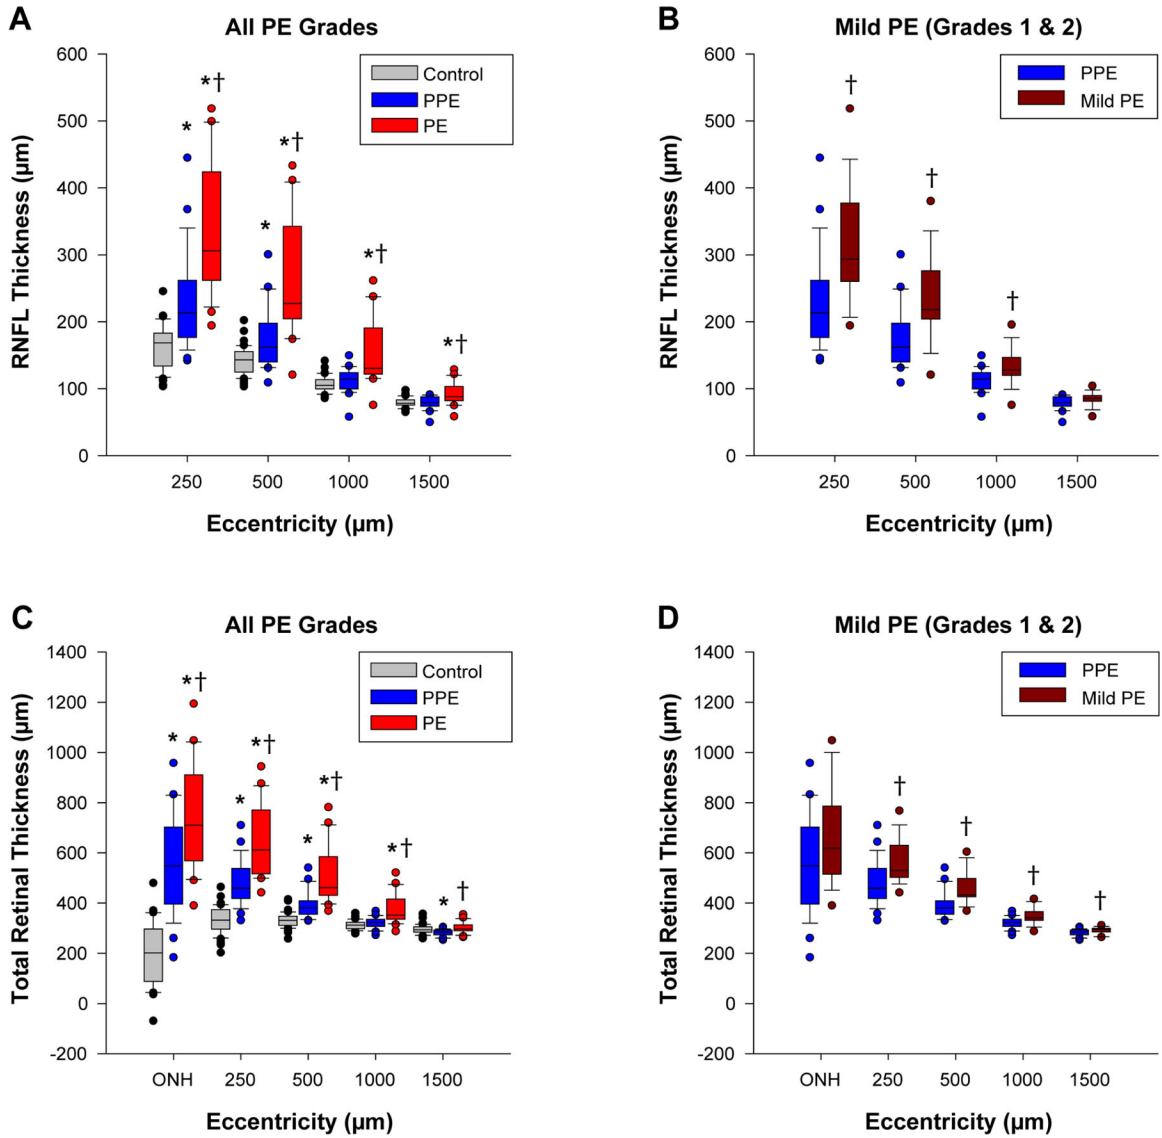 A
All PE Grades
600
500
400
300
200
100
0
RNFL Thickness (µm)
Control
PPE
PE
*
*†
*
*†
*†
*†
250
500
1000
1500
Eccentricity (µm)
B
Mild PE (Grades 1 & 2)
600
500
400
300
200
100
0
RNFL Thickness (µm)
PPE
Mild PE
†
†
†
250
500
1000
1500
Eccentricity (µm)
C
All PE Grades
1400
1200
1000
800
600
400
200
0
-200
Total Retinal Thickness (µm)
Control
PPE
PE
*
*†
*
*†
*
*†
*†
*
†
ONH
250
500
1000
1500
Eccentricity (µm)
D
Mild PE (Grades 1 & 2)
1400
1200
1000
800
600
400
200
0
-200
Total Retinal Thickness (µm)
PPE
Mild PE
†
†
†
†
ONH
250
500
1000
1500
Eccentricity (µm)